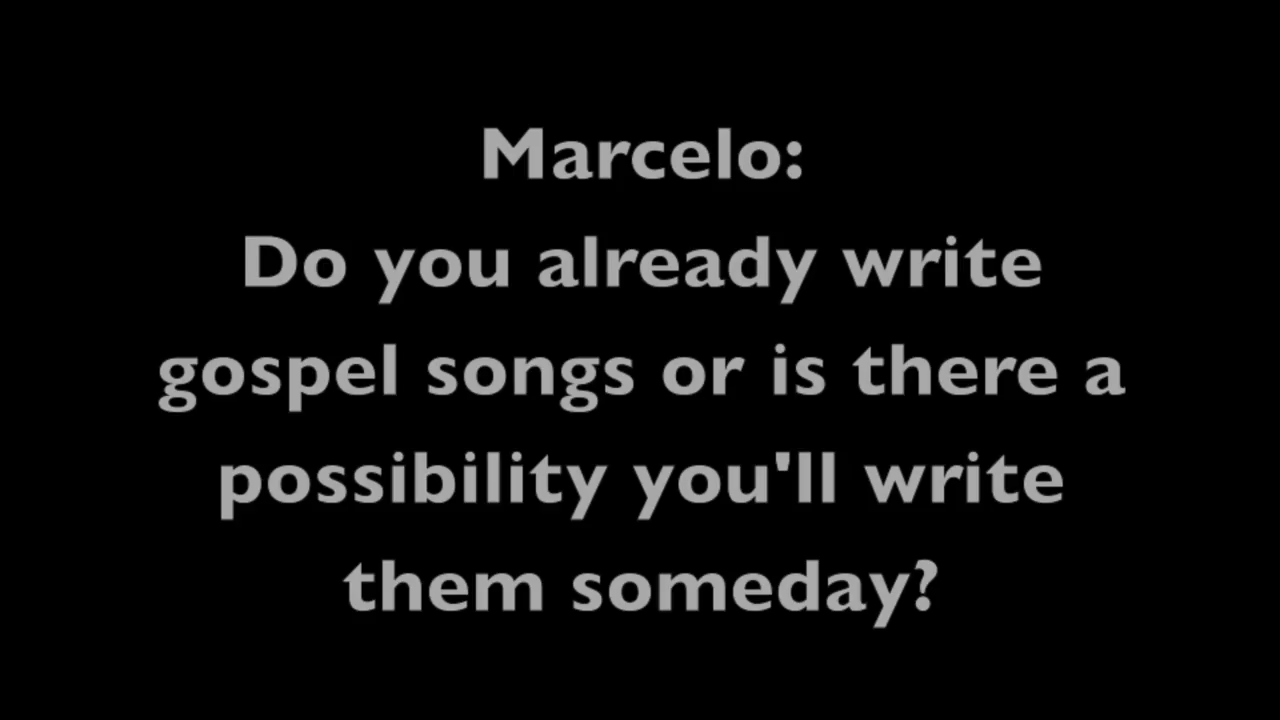 Marcelo:
Do you already write
gospel songs or is there a
possibility you'll write
them someday?